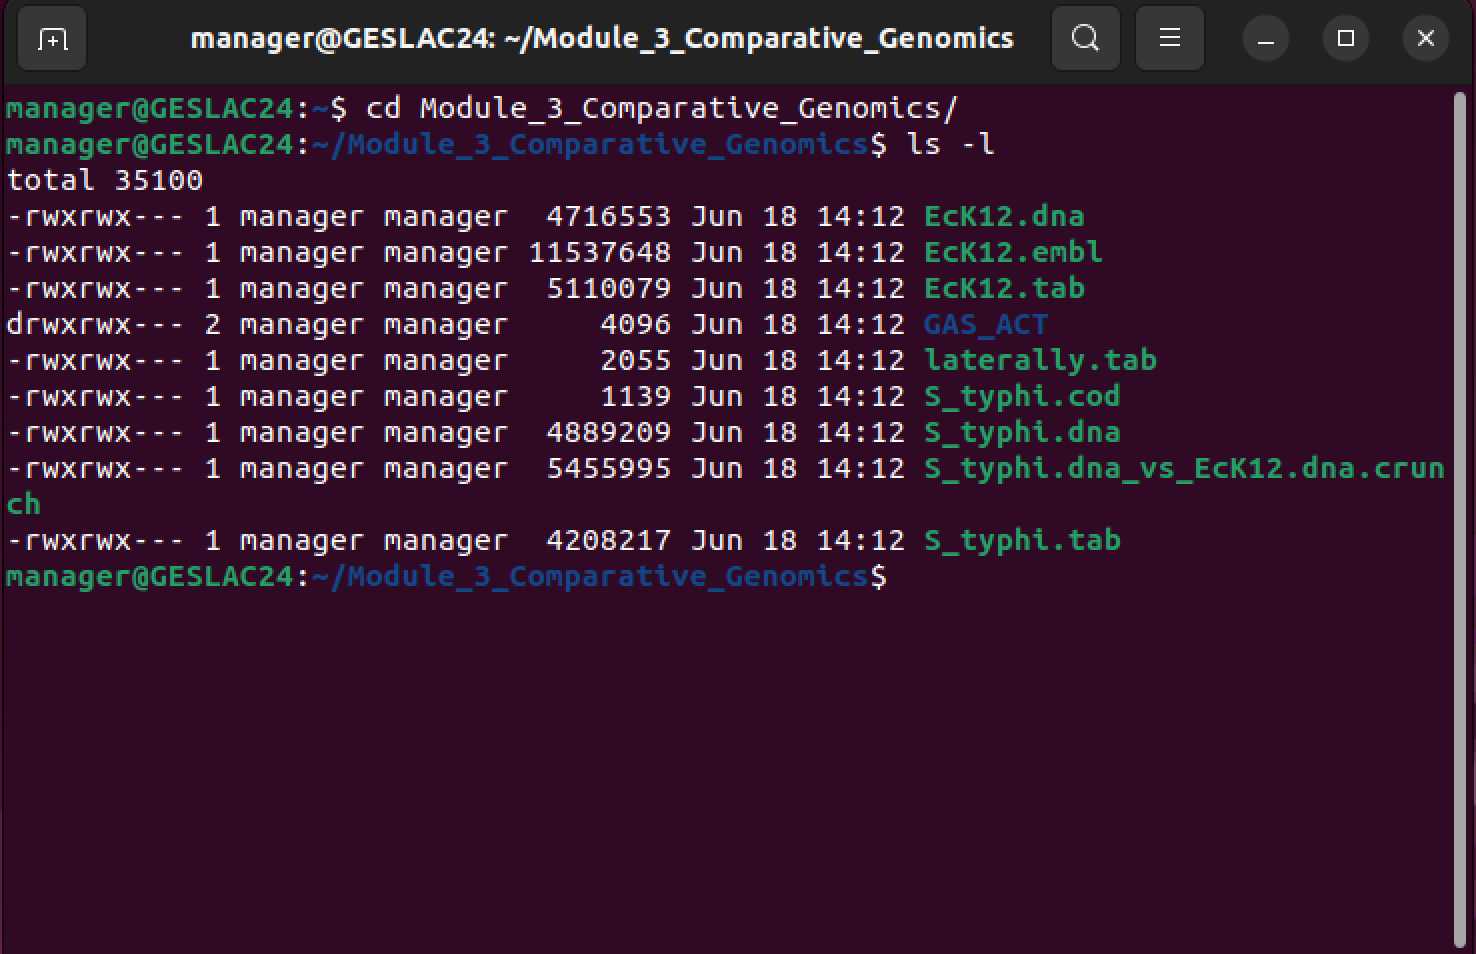 manager@GESLAC24: ~/Module_3_Comparative_Genomics
manager@GESLAC24:~$ cd Module_3_Comparative_Genomics/
manager@GESLAC24:~/Module_3_Comparative_Genomics$ ls -l
total 35100
-rwxrwx--- 1 manager manager  4716553 Jun 18 14:12 EcK12.dna
-rwxrwx--- 1 manager manager 11537648 Jun 18 14:12 EcK12.embl
-rwxrwx--- 1 manager manager  5110079 Jun 18 14:12 EcK12.tab
drwxrwx--- 2 manager manager     4096 Jun 18 14:12 GAS_ACT
-rwxrwx--- 1 manager manager     2055 Jun 18 14:12 laterally.tab
-rwxrwx--- 1 manager manager     1139 Jun 18 14:12 S_typhi.cod
-rwxrwx--- 1 manager manager  4889209 Jun 18 14:12 S_typhi.dna
-rwxrwx--- 1 manager manager  5455995 Jun 18 14:12 S_typhi.dna_vs_EcK12.dna.crun
ch
-rwxrwx--- 1 manager manager  4208217 Jun 18 14:12 S_typhi.tab
manager@GESLAC24:~/Module_3_Comparative_Genomics$